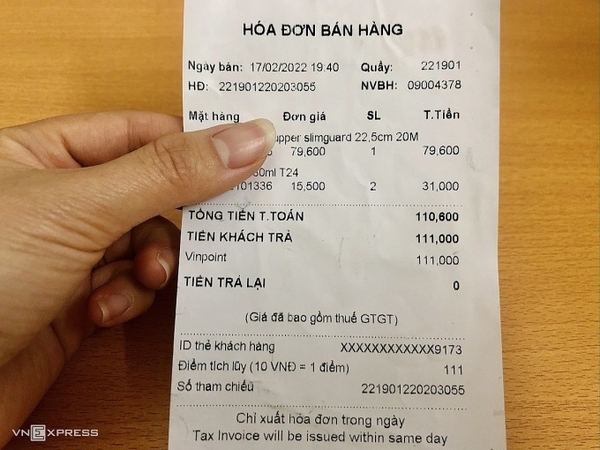 HÓA ĐƠN BÁN HÀNG
Ngày bán: 17/02/2022 19:40 Quầy: 221901
HĐ: 221901220203055 NVBH: 09004378
Mặt hàng Đơn giá SL T.Tiền
upper slimguard 22,5cm 20M
79,600 1 79,600
ml T24
101336 15,500 2 31,000
TỔNG TIỀN T.TOÁN 110,600
TIỀN KHÁCH TRẢ 111,000
Vinpoint 111,000
TIỀN TRẢ LẠI 0
(Giá đã bao gồm thuế GTGT)
ID thẻ khách hàng XXXXXXXXXXXX9173
Điểm tích lũy (10 VNĐ = 1 điểm) 111
Số tham chiếu 221901220203055
Chỉ xuất hóa đơn trong ngày
Tax Invoice will be issued within same day
VNEXPRESS